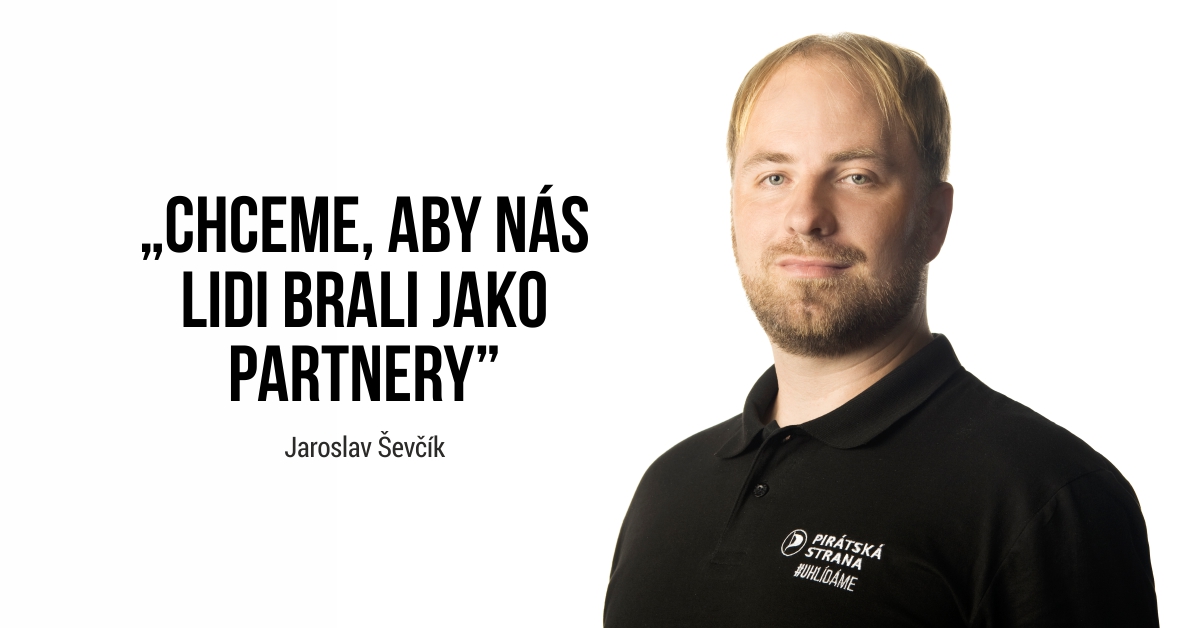 „CHCEME, ABY NÁS
LIDI BRALI JAKO
PARTNERY”
Jaroslav Ševčík
PIRÁTSKÁ
STRANA
#UHLÍDÁME